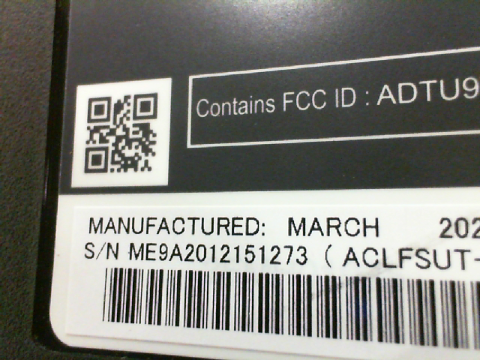 Contains FCC ID : ADTU9
MANUFACTURED: MARCH 202
S/N ME9A2012151273 ( ACLFSUT-